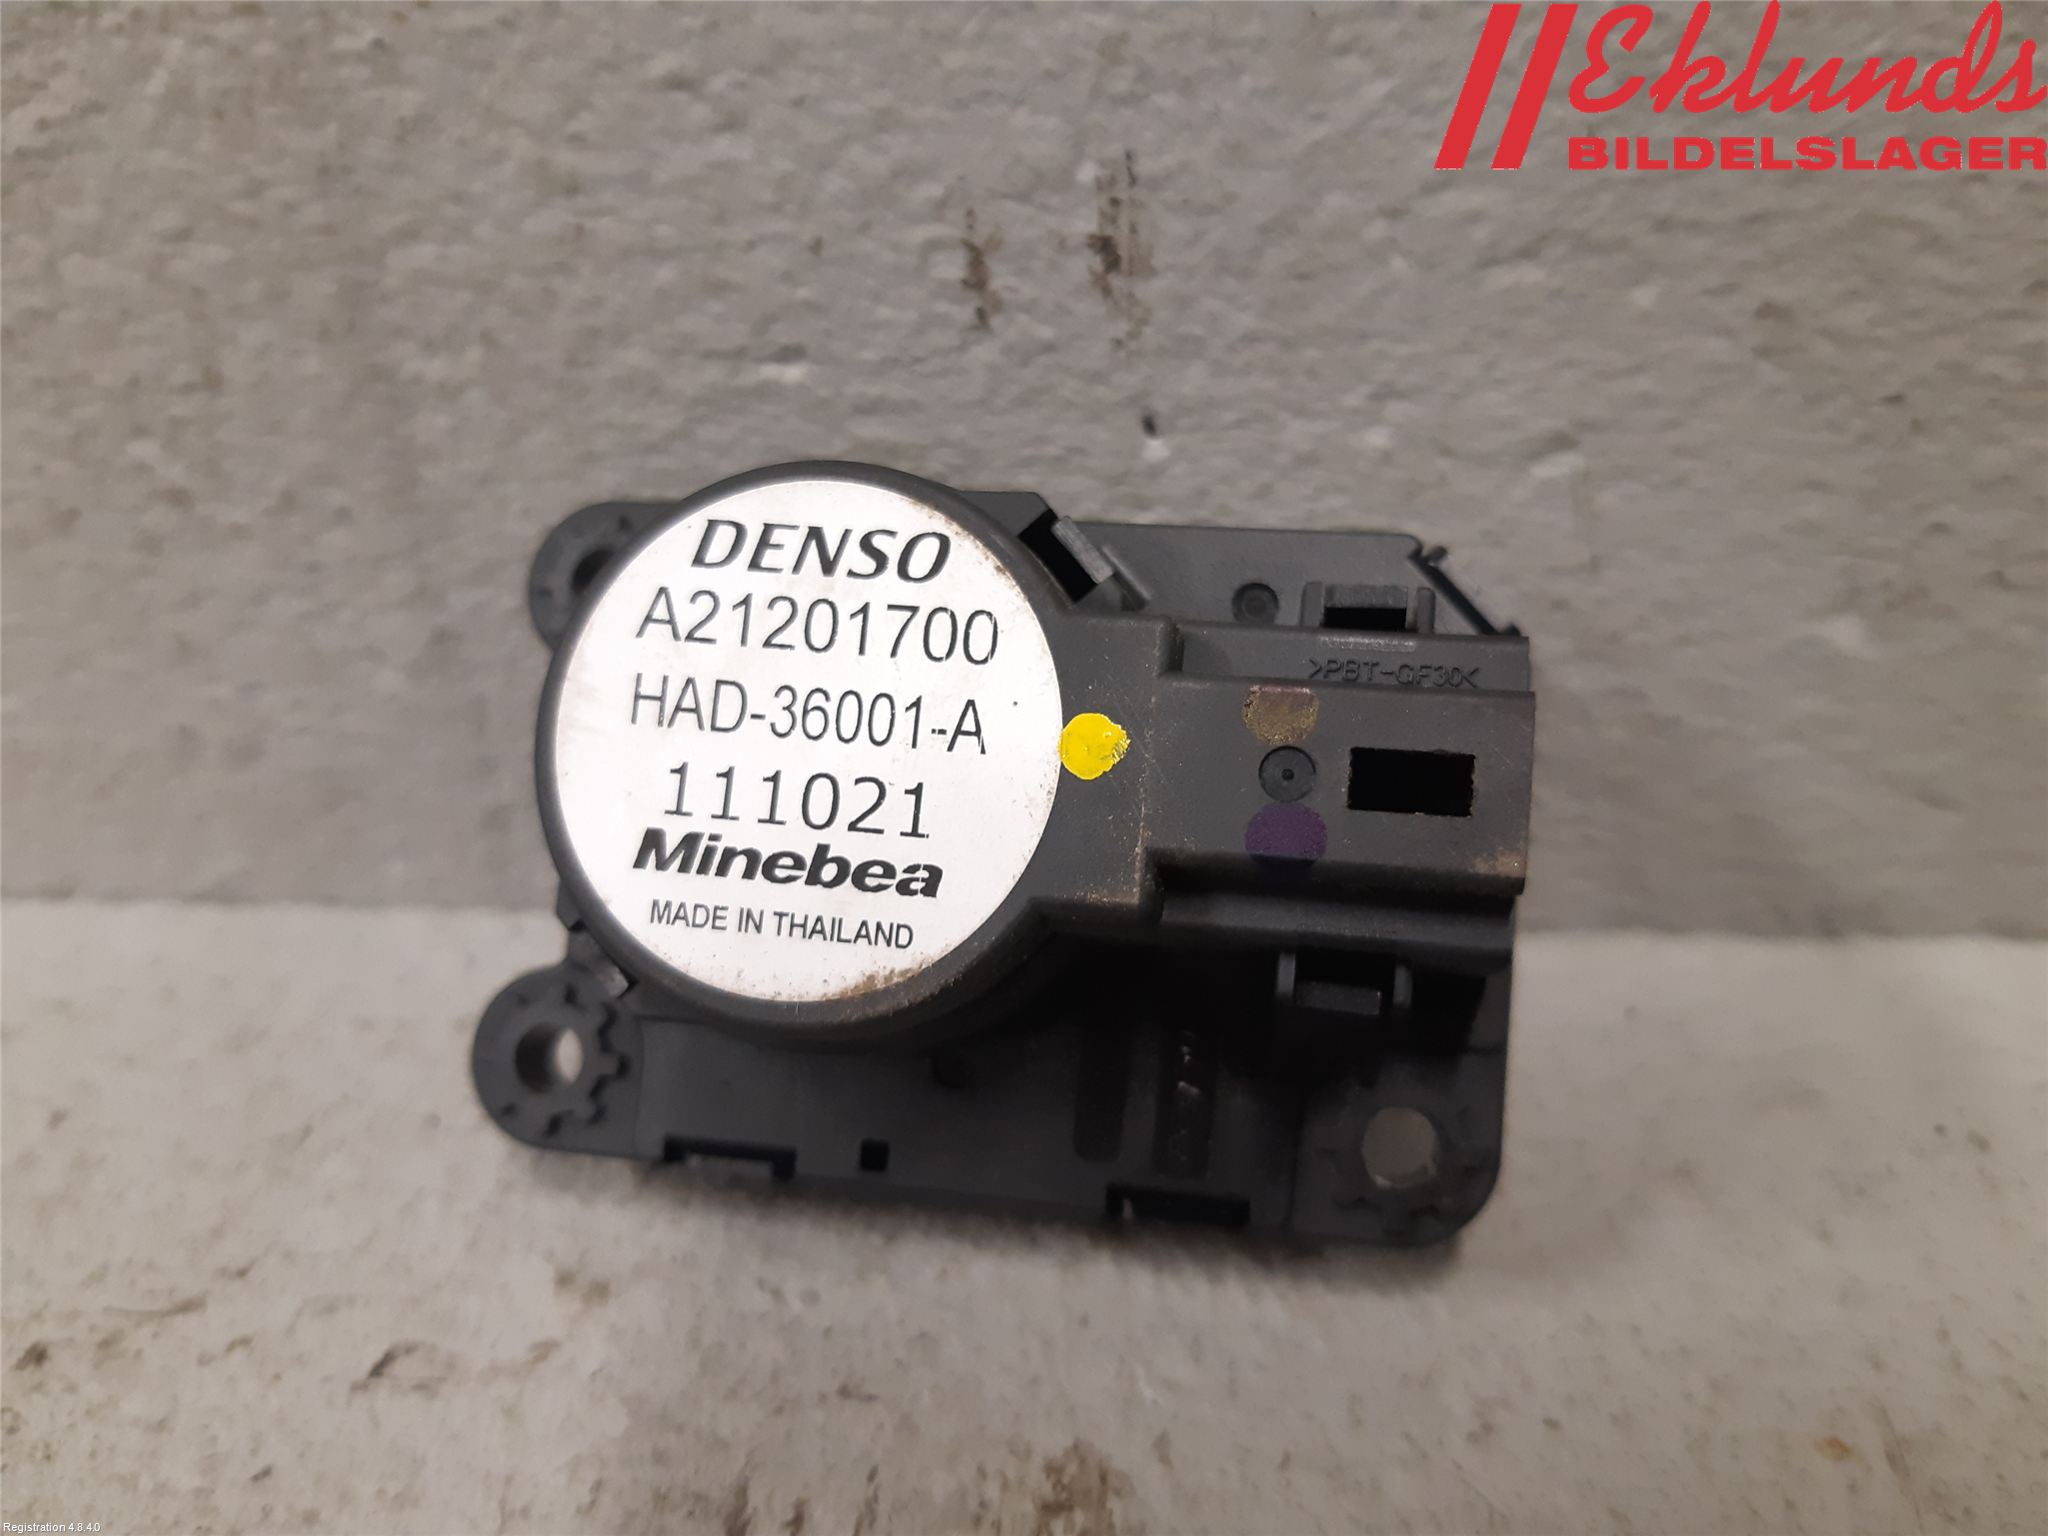 Eklunds
BILDELSLAGER
DENSO
A21201700
HAD-36001-A
111021
Minebea
MADE IN THAILAND
>PBT-GF30<
Registration 4.8.4.0